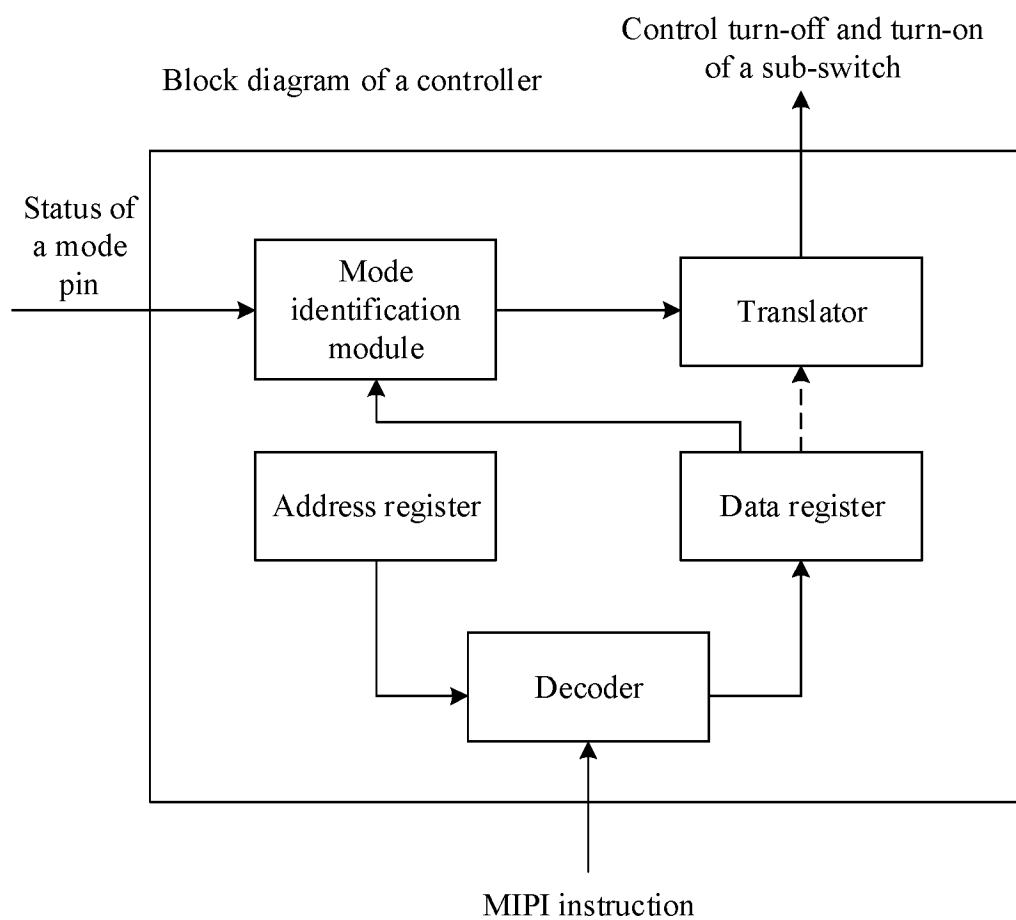 Control turn-off and turn-on
of a sub-switch
Block diagram of a controller
Status of
a mode
pin
Mode
identification
module
Translator
Address register
Data register
Decoder
MIPI instruction